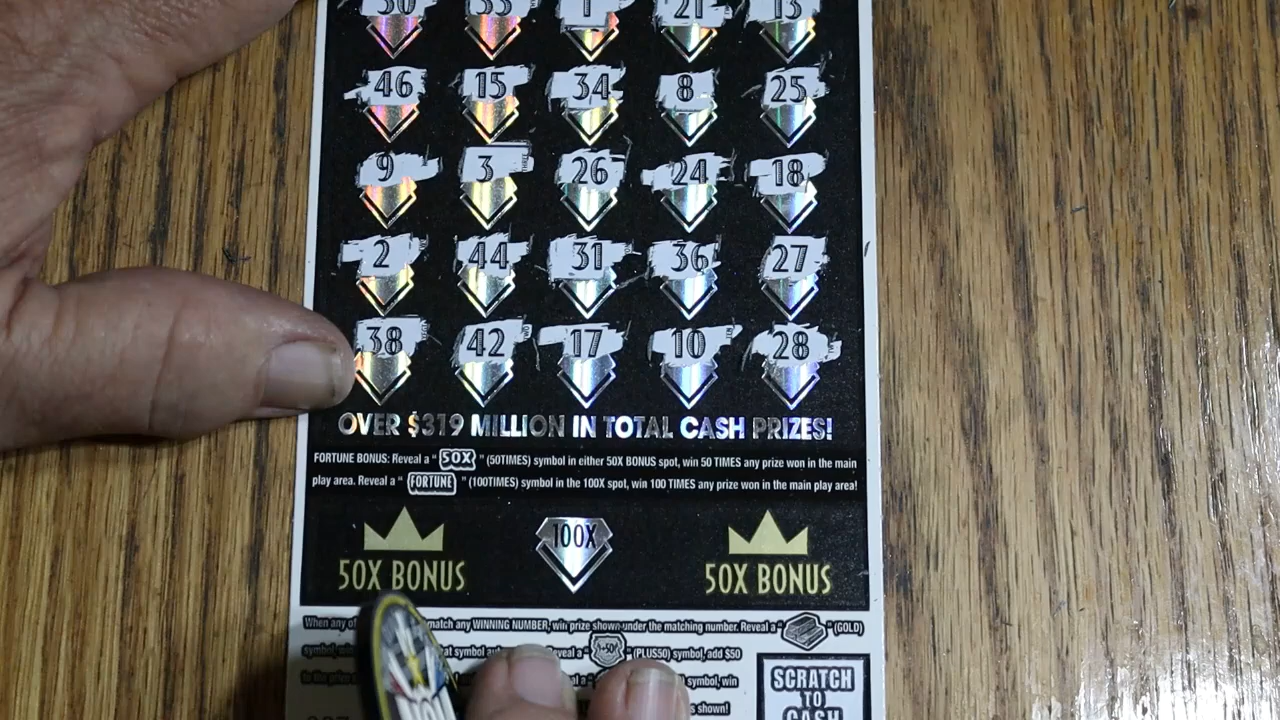 30 33 1 21 13
46 15 34 8 25
9 3 26 24 18
2 44 31 36 27
38 42 17 10 28
OVER $319 MILLION IN TOTAL CASH PRIZES!
FORTUNE BONUS: Reveal a "50X" (50TIMES) symbol in either 50X BONUS spot, win 50 TIMES any prize won in the main
play area. Reveal a "FORTUNE" (100TIMES) symbol in the 100X spot, win 100 TIMES any prize won in the main play area!
50X BONUS 100X 50X BONUS
When any of match any WINNING NUMBER, win prize shown under the matching number. Reveal a " " (GOLD)
symbol, at symbol Reveal a "+50" (PLUS50) symbol, add $50
symbol, win
s shown!
SCRATCH
TO
CASH